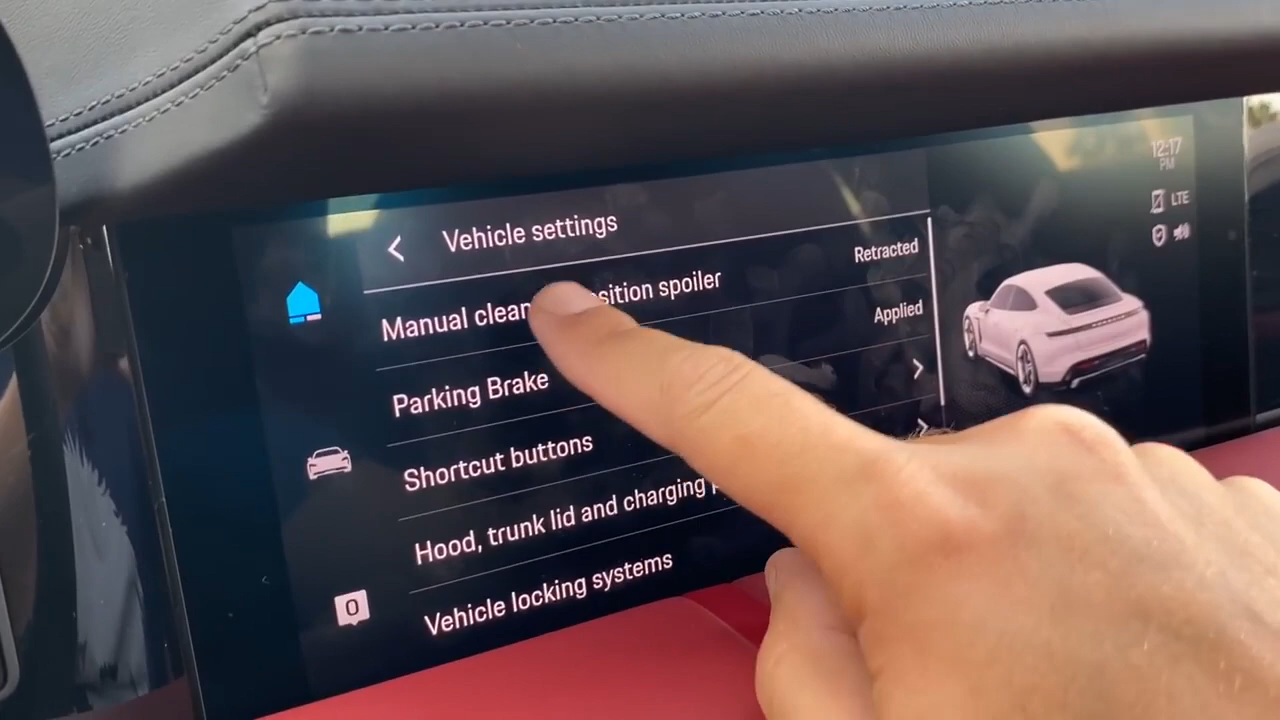 Vehicle settings
Manual clean sition spoiler
Retracted
Parking Brake
Applied
Shortcut buttons
Hood, trunk lid and charging
Vehicle locking systems
0
12:17
PM
LTE